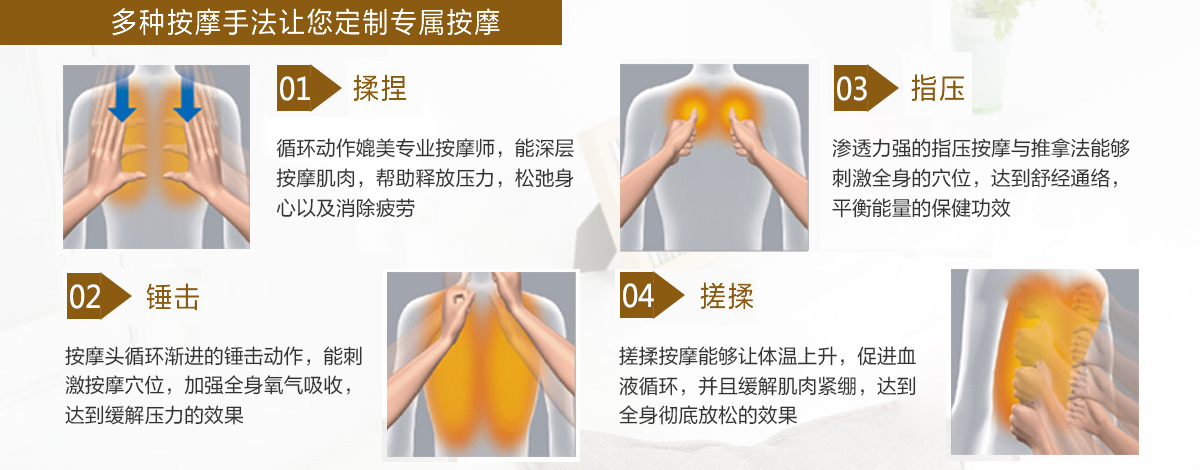 多种按摩手法让您定制专属按摩
01 揉捏
循环动作媲美专业按摩师，能深层
按摩肌肉，帮助释放压力，松弛身
心以及消除疲劳
02 锤击
按摩头循环渐进的锤击动作，能刺
激按摩穴位，加强全身氧气吸收，
达到缓解压力的效果
03 指压
渗透力强的指压按摩与推拿法能够
刺激全身的穴位，达到舒经通络，
平衡能量的保健功效
04 搓揉
搓揉按摩能够让体温上升，促进血
液循环，并且缓解肌肉紧绷，达到
全身彻底放松的效果